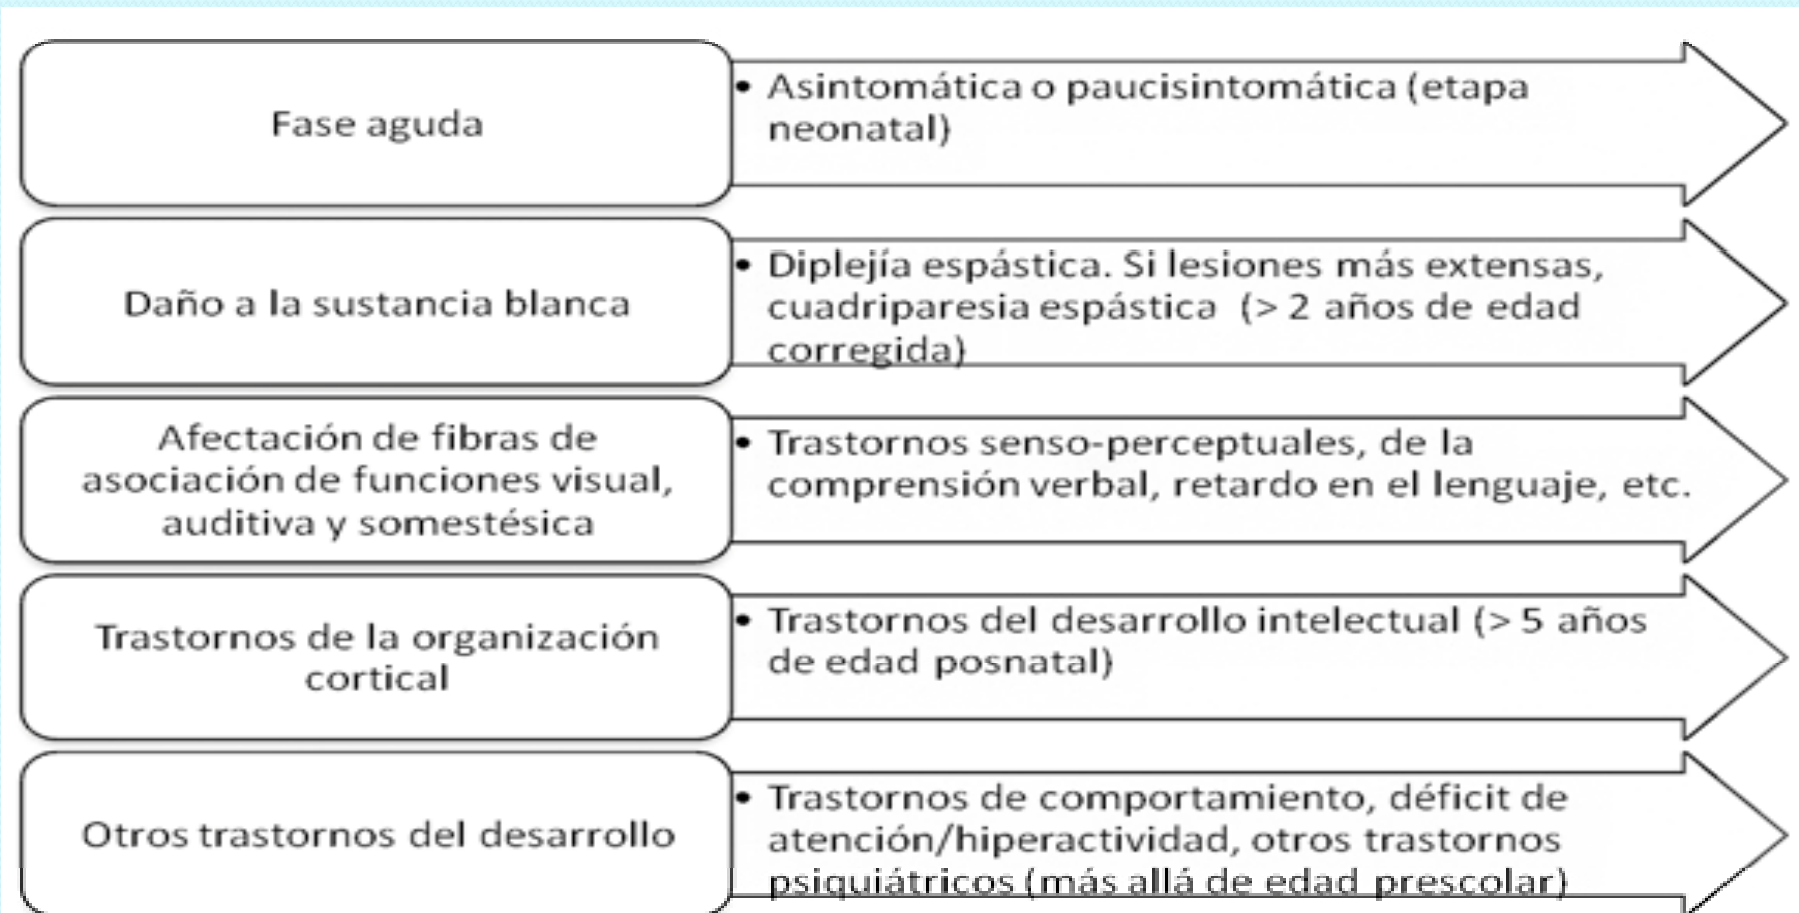 Fase aguda
• Asintomática o paucisintomática (etapa
neonatal)
Daño a la sustancia blanca
• Diplejía espástica. Si lesiones más extensas,
cuadriparesia espástica (> 2 años de edad
corregida)
Afectación de fibras de
asociación de funciones visual,
auditiva y somestésica
• Trastornos senso-perceptuales, de la
comprensión verbal, retardo en el lenguaje, etc.
Trastornos de la organización
cortical
• Trastornos del desarrollo intelectual (> 5 años
de edad posnatal)
Otros trastornos del desarrollo
• Trastornos de comportamiento, déficit de
atención/hiperactividad, otros trastornos
psiquiátricos (más allá de edad prescolar)